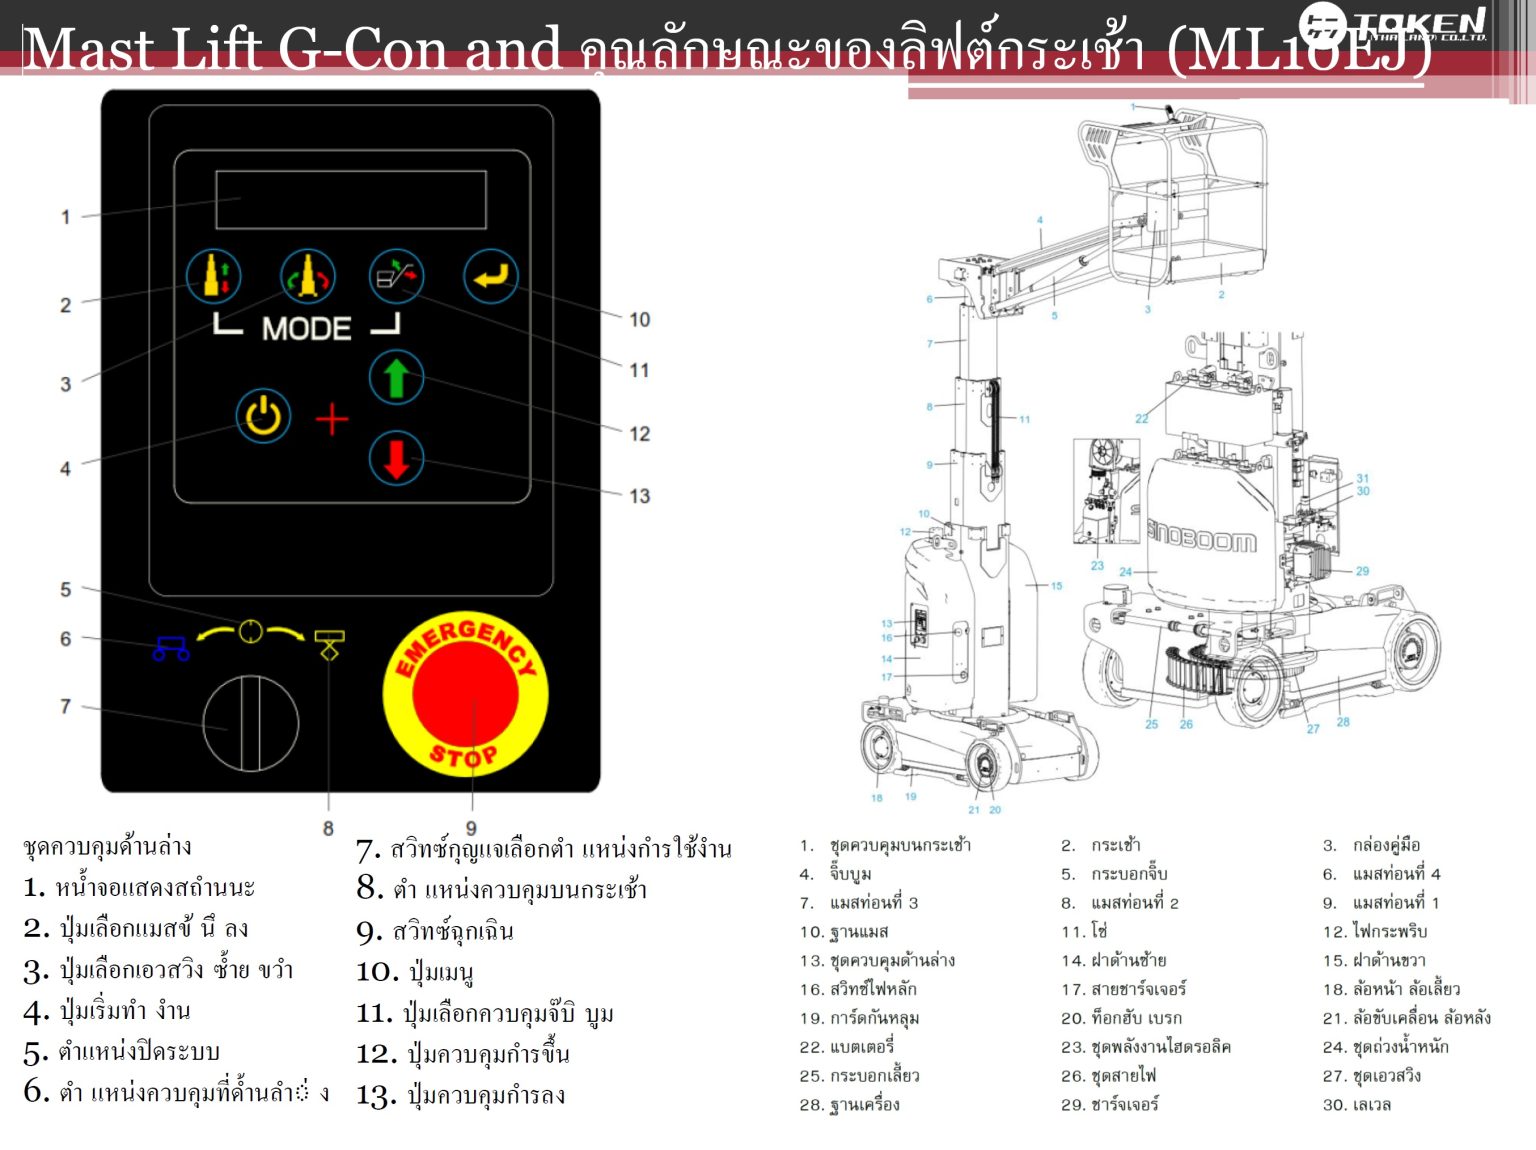 Mast Lift G-Con and คุณลักษณะของลิฟต์กระเช้า (ML10EJ)
TOKEN
(THAILAND) CO.,LTD.
1
2
3
4
5
6
7
8
9
10
11
12
13
MODE
EMERGENCY
STOP
1
2
3
4
5
6
7
8
9
10
11
12
13
14
15
16
17
18
19
20
21
22
23
24
25
26
27
28
29
30
31
SINOBOOM
ชุดควบคุมด้านล่าง
1. หน้ำจอแสดงสถำนนะ
2. ปุ่มเลือกแมสข้ นึ ลง
3. ปุ่มเลือกเอวสวิง ซ้ำย ขวำ
4. ปุ่มเริ่มทำ งำน
5. ตำแหน่งปิดระบบ
6. ตำ แหน่งควบคุมที่ด้ำนลำ่ ง
7. สวิทซ์กุญแจเลือกตำ แหน่งกำรใช้งำน
8. ตำ แหน่งควบคุมบนกระเช้ำ
9. สวิทซ์ฉุกเฉิน
10. ปุ่มเมนู
11. ปุ่มเลือกควบคุมจ๊บิ บูม
12. ปุ่มควบคุมกำรขึ้น
13. ปุ่มควบคุมกำรลง
1. ชุดควบคุมบนกระเช้า
2. กระเช้า
3. กล่องคู่มือ
4. จิ๊บบูม
5. กระบอกจิ๊บ
6. แมสท่อนที่ 4
7. แมสท่อนที่ 3
8. แมสท่อนที่ 2
9. แมสท่อนที่ 1
10. ฐานแมส
11. โซ่
12. ไฟกระพริบ
13. ชุดควบคุมด้านล่าง
14. ฝาด้านซ้าย
15. ฝาด้านขวา
16. สวิทช์ไฟหลัก
17. สายชาร์จเจอร์
18. ล้อหน้า ล้อเลี้ยว
19. การ์ดกันหลุม
20. ท็อกฮับ เบรก
21. ล้อขับเคลื่อน ล้อหลัง
22. แบตเตอรี่
23. ชุดพลังงานไฮดรอลิค
24. ชุดถ่วงน้ำหนัก
25. กระบอกเลี้ยว
26. ชุดสายไฟ
27. ชุดเอวสวิง
28. ฐานเครื่อง
29. ชาร์จเจอร์
30. เลเวล